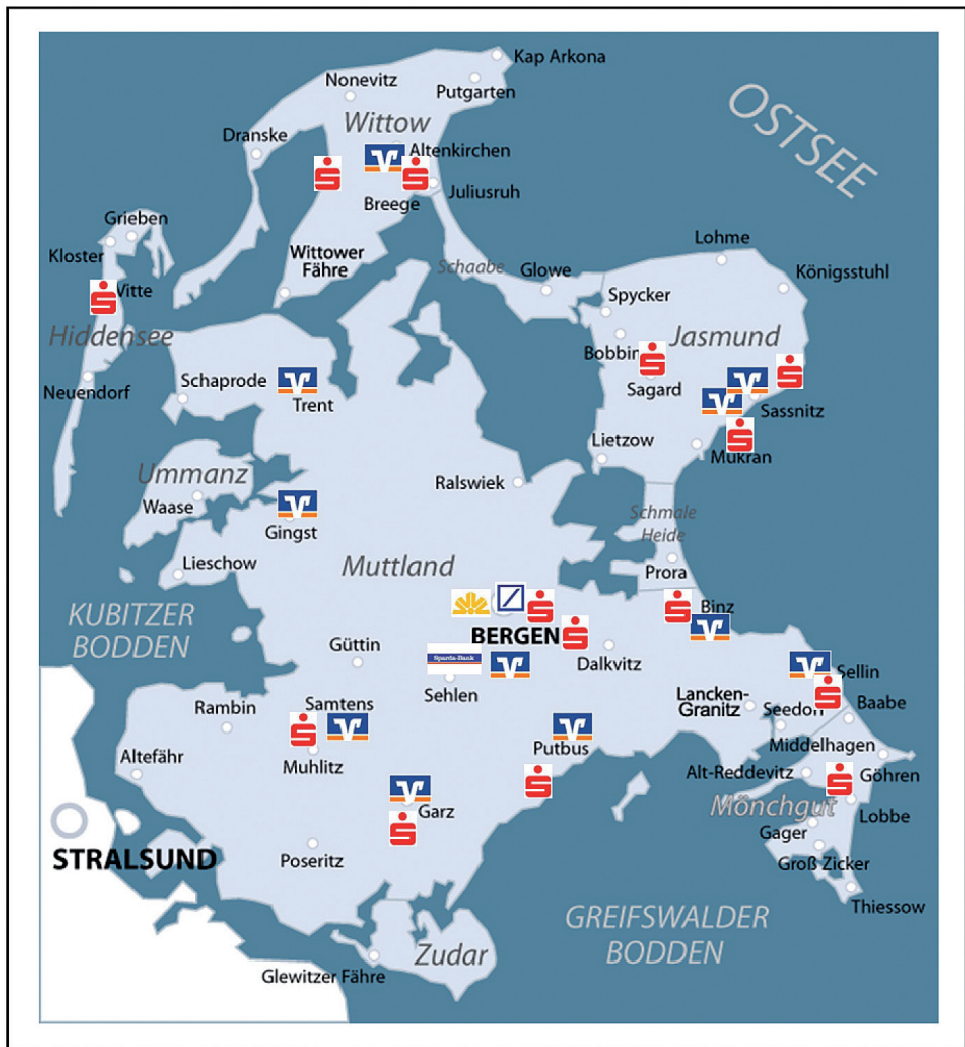 Kap Arkona
Nonevitz
Putgarten
OSTSEE
Wittow
Dranske
Altenkirchen
Juliusruh
Breege
Grieben
Kloster
Wittower
Fähre
Lohme
Schaabe
Glowe
Königsstuhl
Vitte
Spycker
Hiddensee
Jasmund
Bobbin
Neuendorf
Schaprode
Trent
Sagard
Sassnitz
Lietzow
Mukran
Ummanz
Ralswiek
Waase
Schmale
Heide
Gingst
Lieschow
Muttland
Prora
KUBITZER
BODDEN
Binz
BERGEN
Güttin
Dalkvitz
Sparda-Bank
Sehlen
Sellin
Lancken-
Granitz
Baabe
Rambin
Samtens
Seedorf
Putbus
Middelhagen
Altefähr
Muhlitz
Alt-Reddevitz
Göhren
Mönchgut
Garz
Lobbe
Gager
STRALSUND
Poseritz
Groß Zicker
Thiessow
GREIFSWALDER
BODDEN
Zudar
Glewitzer Fähre